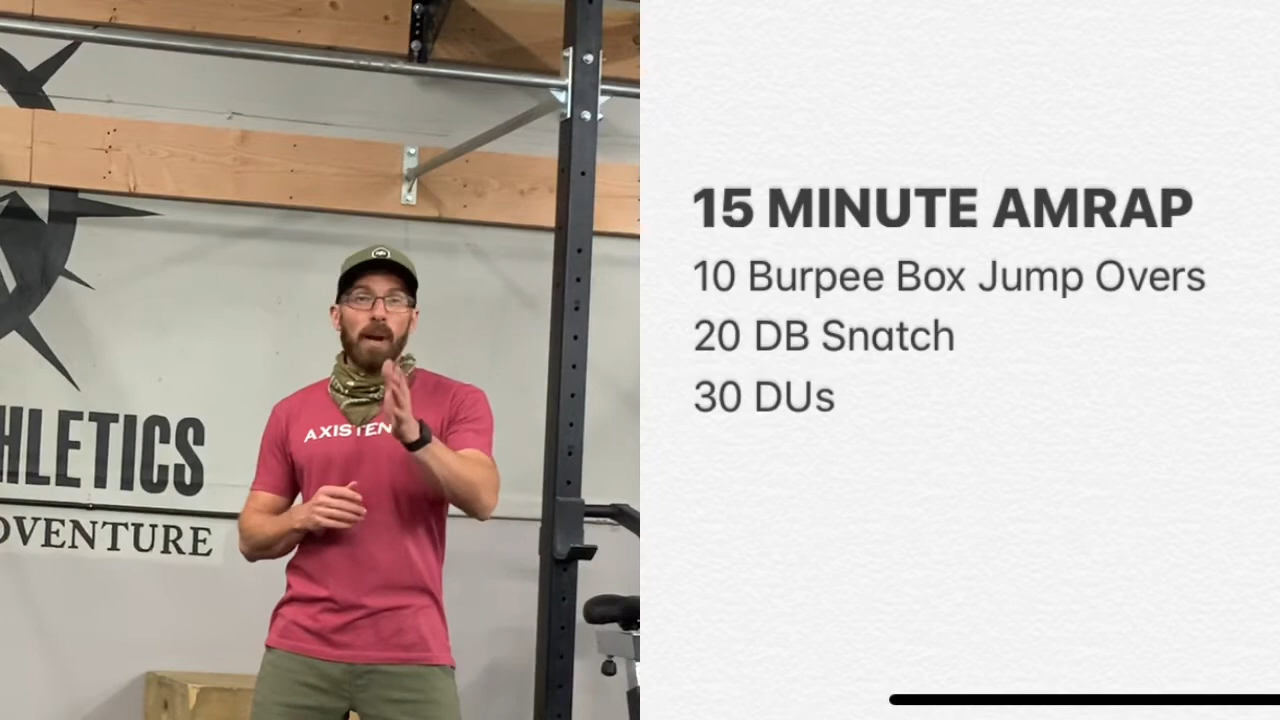 HLETICS
DVENTURE
AXISTEN
15 MINUTE AMRAP
10 Burpee Box Jump Overs
20 DB Snatch
30 DUs